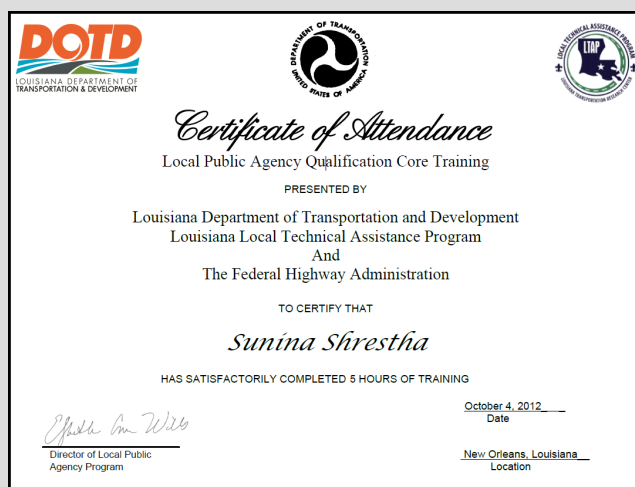 DOTD
LOUISIANA DEPARTMENT OF
TRANSPORTATION & DEVELOPMENT
DEPARTMENT OF TRANSPORTATION
UNITED STATES OF AMERICA
LOCAL TECHNICAL ASSISTANCE PROGRAM
LTAP
LOUISIANA TRANSPORTATION RESEARCH CENTER
Certificate of Attendance
Local Public Agency Qualification Core Training
PRESENTED BY
Louisiana Department of Transportation and Development
Louisiana Local Technical Assistance Program
And
The Federal Highway Administration
TO CERTIFY THAT
Sunina Shrestha
HAS SATISFACTORILY COMPLETED 5 HOURS OF TRAINING
October 4, 2012
Date
Director of Local Public
Agency Program
New Orleans, Louisiana
Location